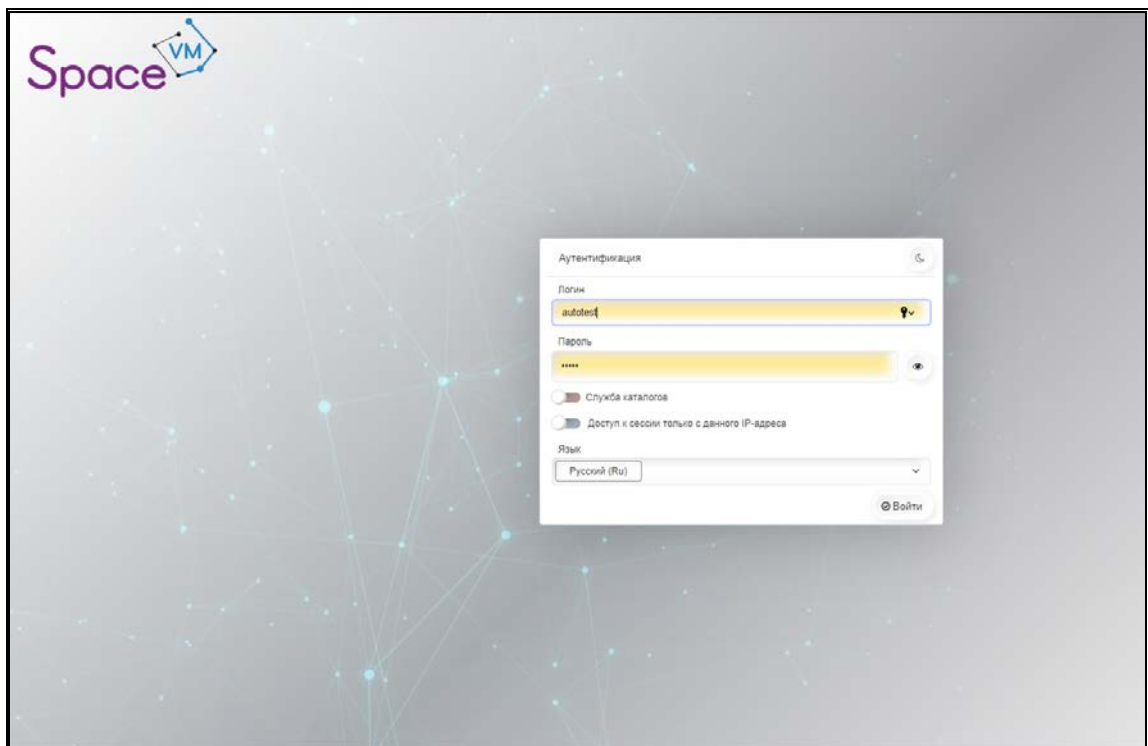 Space VM
Аутентификация
Логин
autotest
Пароль
•••••
Служба каталогов
Доступ к сессии только с данного IP-адреса
Язык
Русский (Ru)
Войти